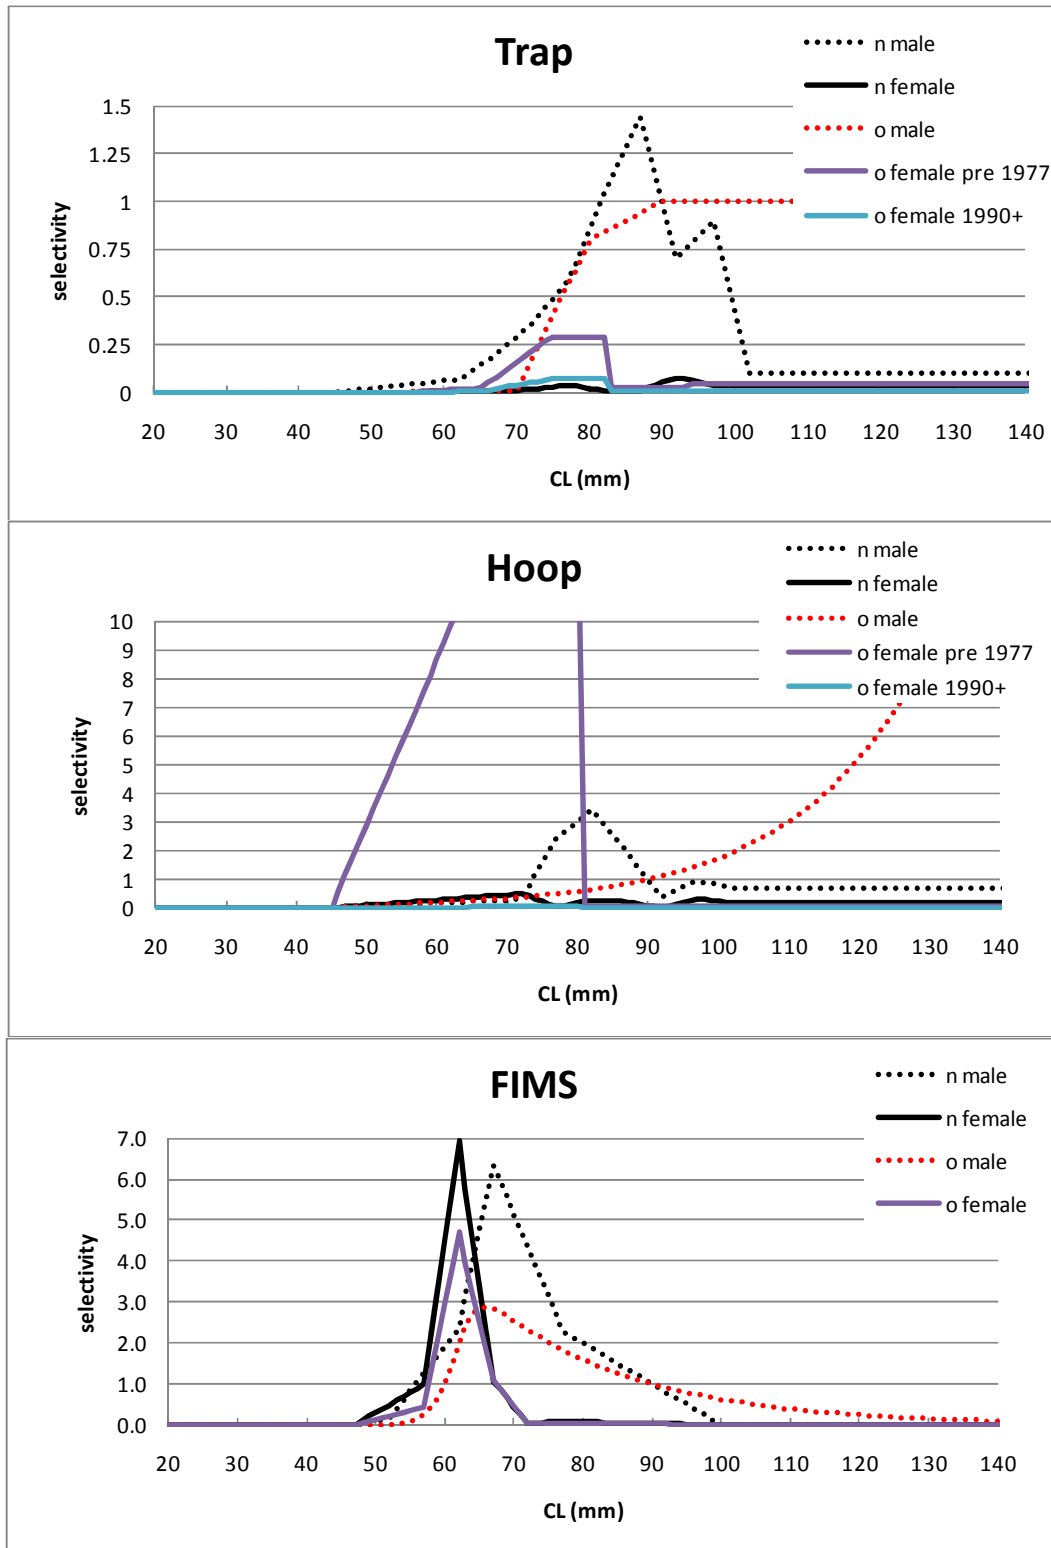 Trap
n male
n female
o male
o female pre 1977
o female 1990+
1.5
1.25
1
0.75
0.5
0.25
0
selectivity
20 30 40 50 60 70 80 90 100 110 120 130 140
CL (mm)
Hoop
n male
n female
o male
o female pre 1977
o female 1990+
10
9
8
7
6
5
4
3
2
1
0
selectivity
20 30 40 50 60 70 80 90 100 110 120 130 140
CL (mm)
FIMS
n male
n female
o male
o female
7.0
6.0
5.0
4.0
3.0
2.0
1.0
0.0
selectivity
20 30 40 50 60 70 80 90 100 110 120 130 140
CL (mm)